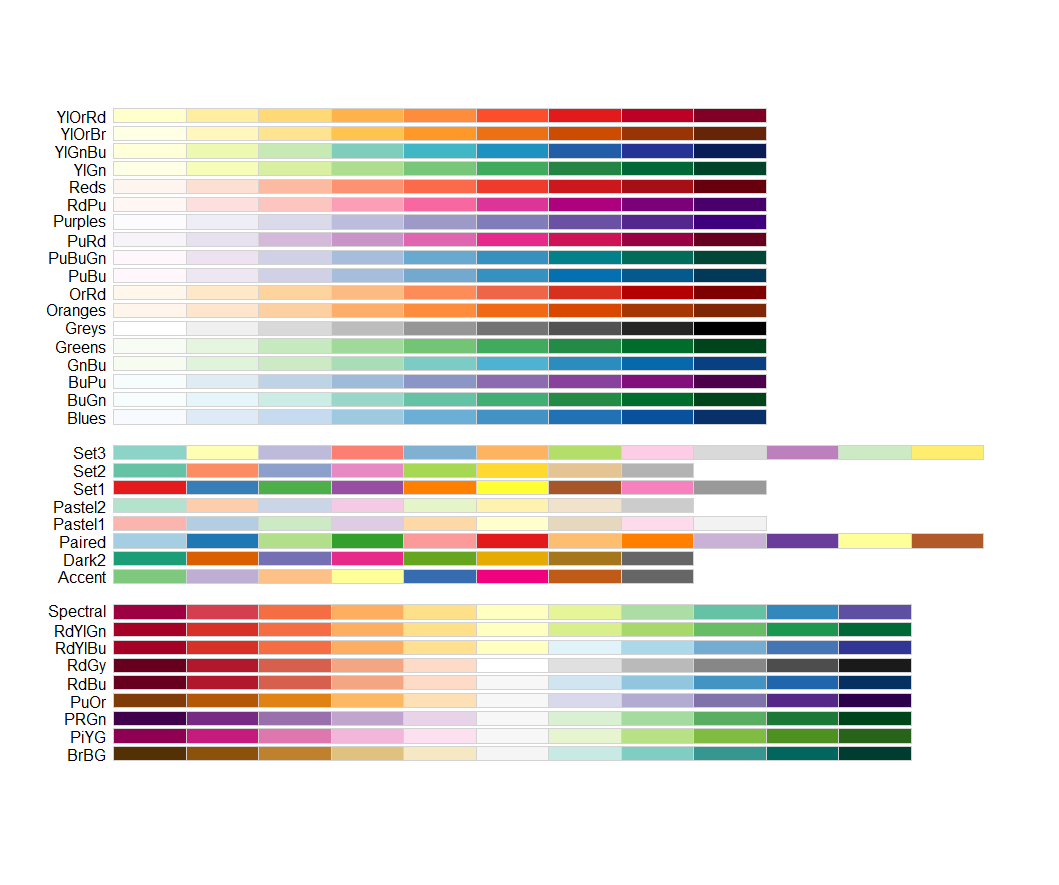 YlOrRd
YlOrBr
YlGnBu
YlGn
Reds
RdPu
Purples
PuRd
PuBuGn
PuBu
OrRd
Oranges
Greys
Greens
GnBu
BuPu
BuGn
Blues
Set3
Set2
Set1
Pastel2
Pastel1
Paired
Dark2
Accent
Spectral
RdYlGn
RdYlBu
RdGy
RdBu
PuOr
PRGn
PiYG
BrBG